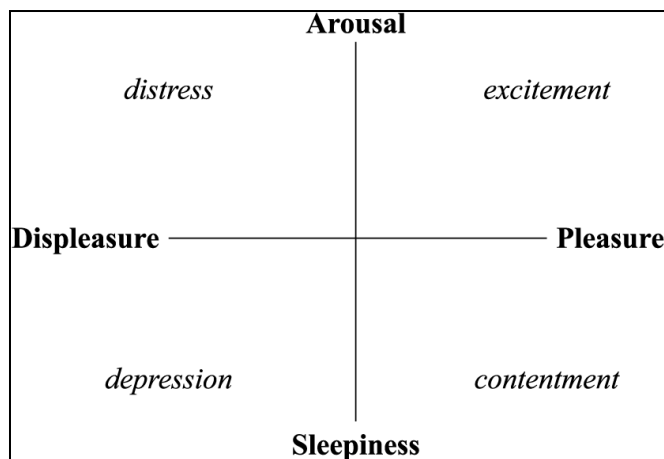 Arousal
distress excitement
Displeasure Pleasure
depression contentment
Sleepiness